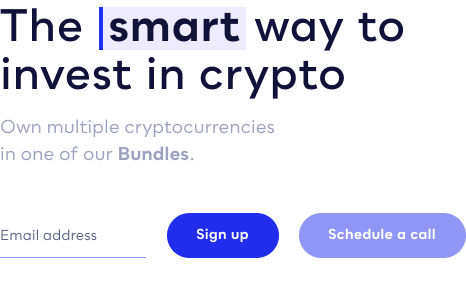 The smart way to
invest in crypto
Own multiple cryptocurrencies
in one of our Bundles.
Email address
Sign up
Schedule a call